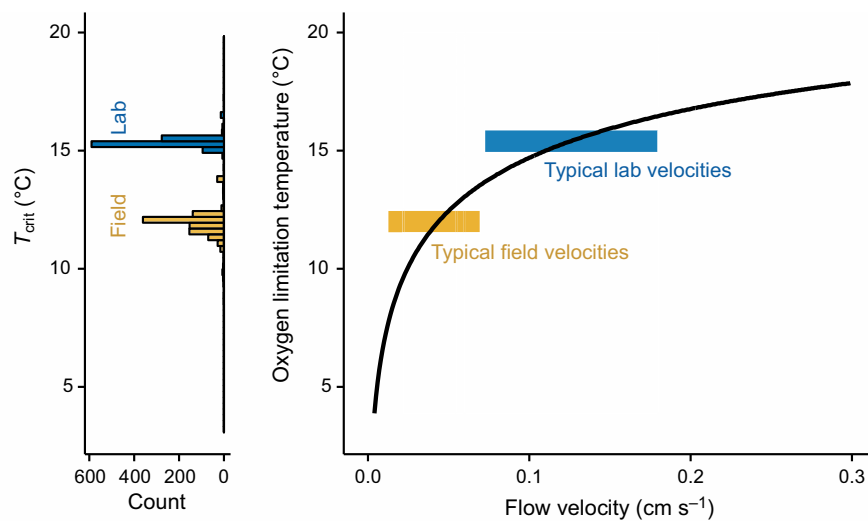 20
15
10
5
T_crit (°C)
Lab
Field
600 400 200 0
Count
20
15
10
5
Oxygen limitation temperature (°C)
Typical lab velocities
Typical field velocities
0.0 0.1 0.2 0.3
Flow velocity (cm s⁻¹)